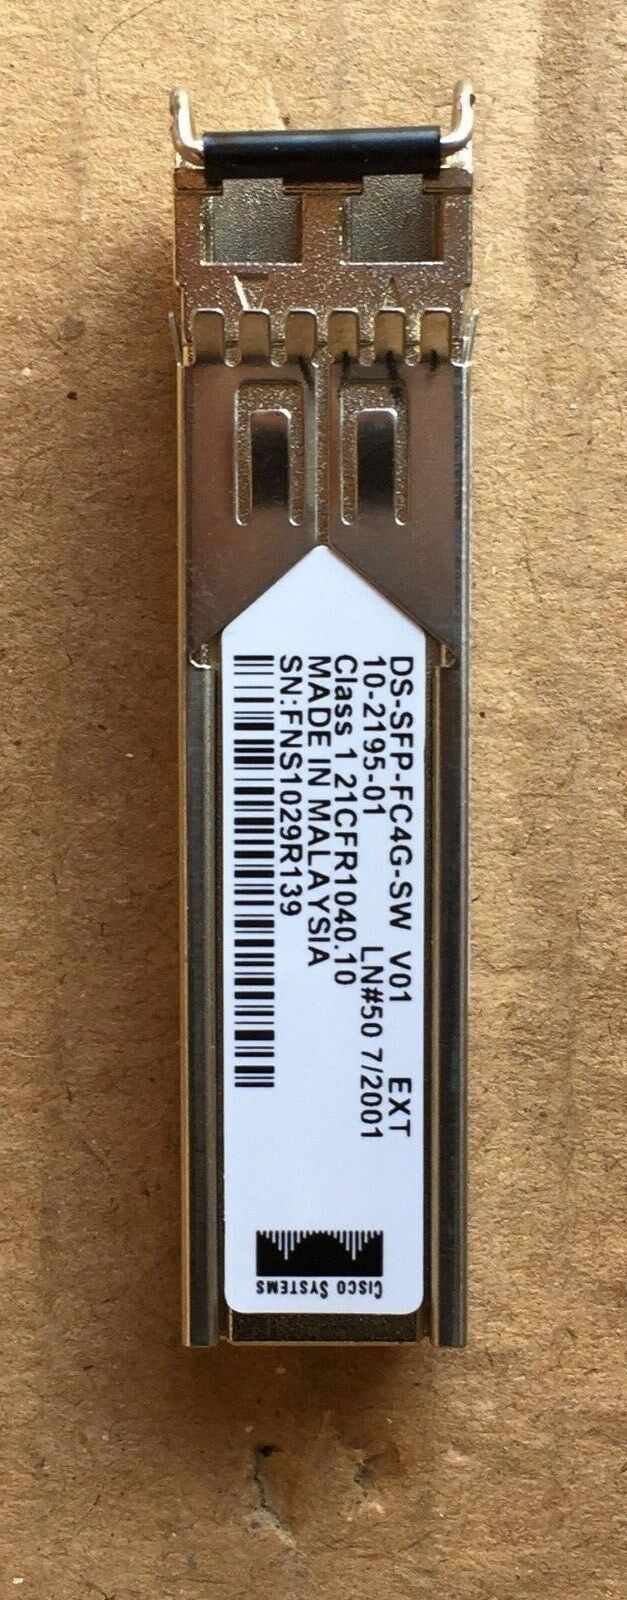 DS-SFP-FC4G-SW V01 EXT
10-2195-01 LN#50 7/2001
Class 1 21CFR1040.10
MADE IN MALAYSIA
SN:FNS1029R139
CISCO SYSTEMS